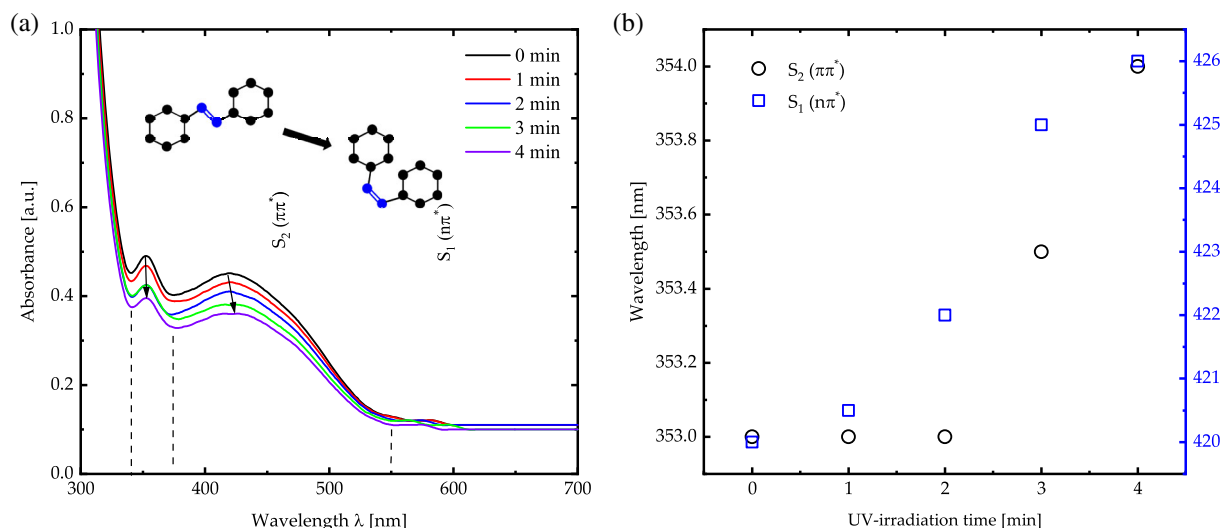 (a)
1.0
0.8
0.6
0.4
0.2
0.0
Absorbance [a.u.]
300
400
500
600
700
Wavelength λ [nm]
0 min
1 min
2 min
3 min
4 min
S2 (ππ*)
S1 (nπ*)
(b)
354.0
353.8
353.6
353.4
353.2
353.0
Wavelength [nm]
S2 (ππ*)
S1 (nπ*)
0
1
2
3
4
UV-irradiation time [min]
426
425
424
423
422
421
420